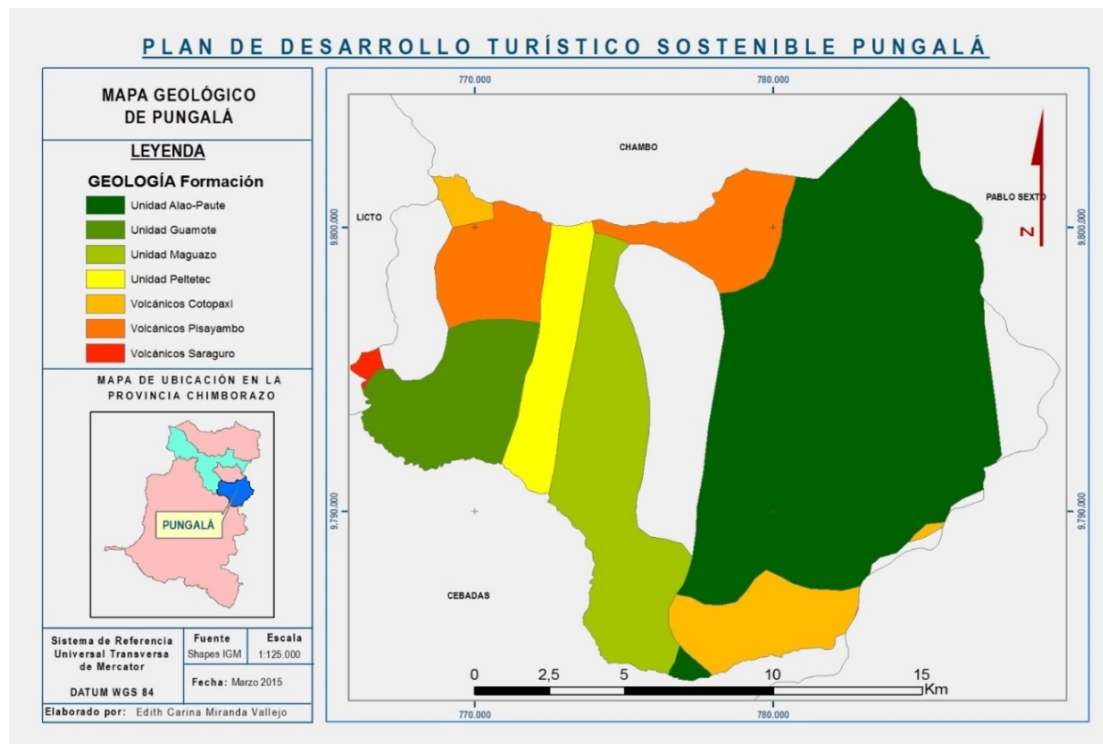 PLAN DE DESARROLLO TURÍSTICO SOSTENIBLE PUNGALÁ
MAPA GEOLÓGICO
DE PUNGALÁ
LEYENDA
GEOLOGÍA Formación
Unidad Alao-Paute
Unidad Guamote
Unidad Maguazo
Unidad Peltetec
Volcánicos Cotopaxi
Volcánicos Pisayambo
Volcánicos Saraguro
MAPA DE UBICACIÓN EN LA
PROVINCIA CHIMBORAZO
PUNGALÁ
Sistema de Referencia
Universal Transversa
de Mercator
DATUM WGS 84
Fuente
Shapes IGM
Escala
1:125.000
Fecha: Marzo 2015
Elaborado por: Edith Carina Miranda Vallejo
770.000
780.000
CHAMBO
LICTO
PABLO SEXTO
N
9.800.000
9.800.000
9.790.000
9.790.000
CEBADAS
0 2,5 5 10 15
Km
770.000
780.000